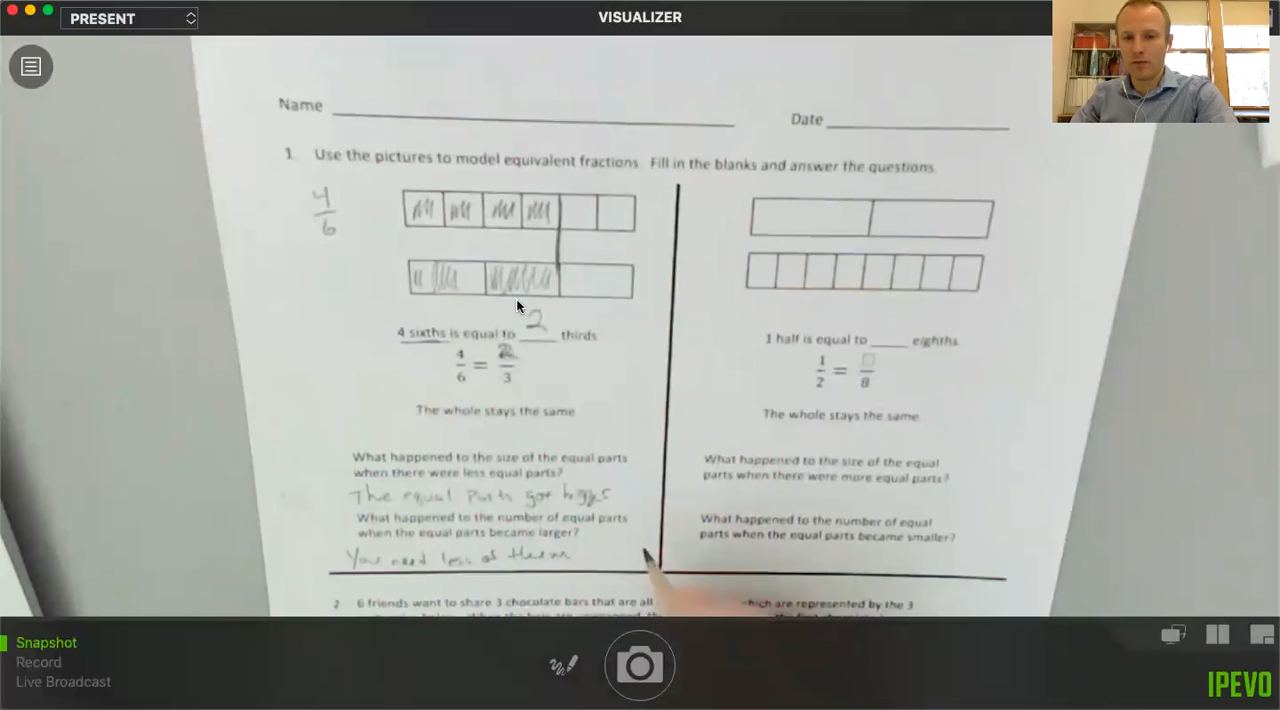 PRESENT
VISUALIZER
Name
Date
1. Use the pictures to model equivalent fractions. Fill in the blanks and answer the questions.
4
6
4 sixths is equal to 2 thirds
4
6
=
2
3
The whole stays the same
What happened to the size of the equal parts
when there were less equal parts?
The equal parts got bigger
What happened to the number of equal parts
when the equal parts became larger?
You need less of them
1 half is equal to ____ eighths
1
2
=
8
The whole stays the same
What happened to the size of the equal
parts when there were more equal parts?
What happened to the number of equal
parts when the equal parts became smaller?
2 6 friends want to share 3 chocolate bars that are all
which are represented by the 3
Snapshot
Record
Live Broadcast
IPEVO